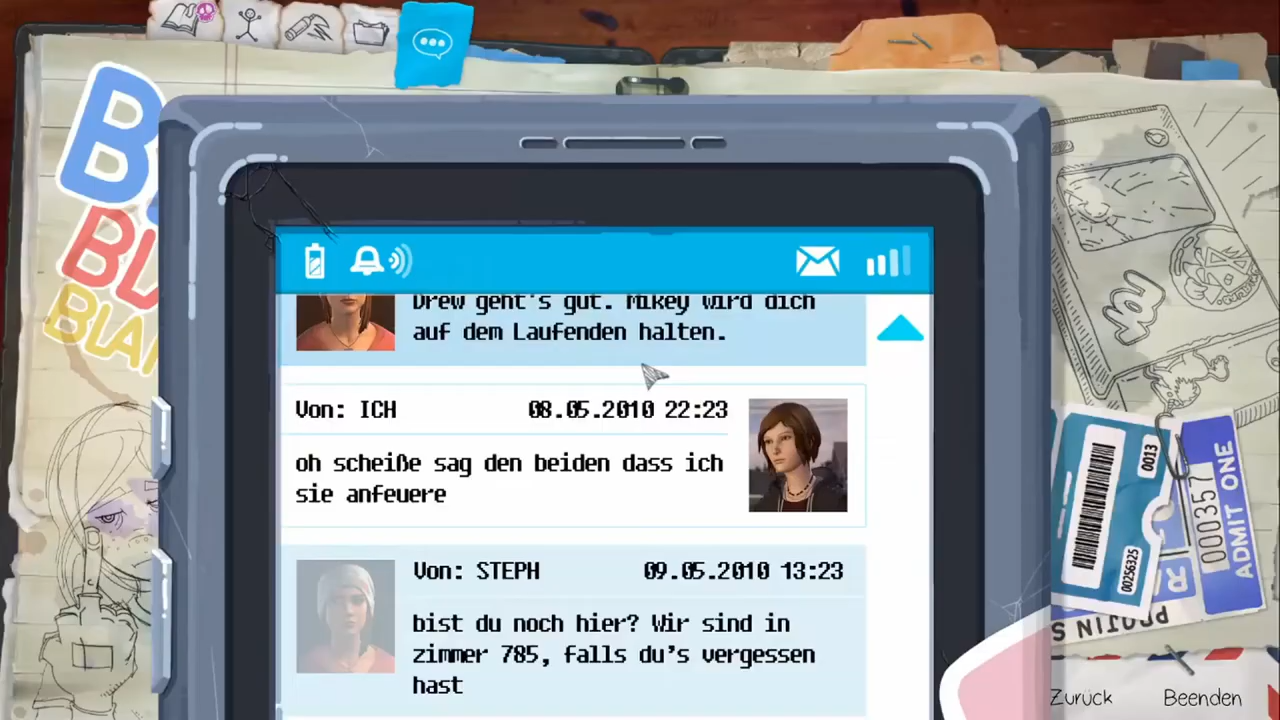 Drew geht's gut. Mikey wird dich
auf dem Laufenden halten.
Von: ICH 08.05.2010 22:23
oh scheiße sag den beiden dass ich
sie anfeuere
Von: STEPH 09.05.2010 13:23
bist du noch hier? Wir sind in
zimmer 785, falls du's vergessen
hast
0013
00256325
000357
ADMIT ONE
Zurück
Beenden